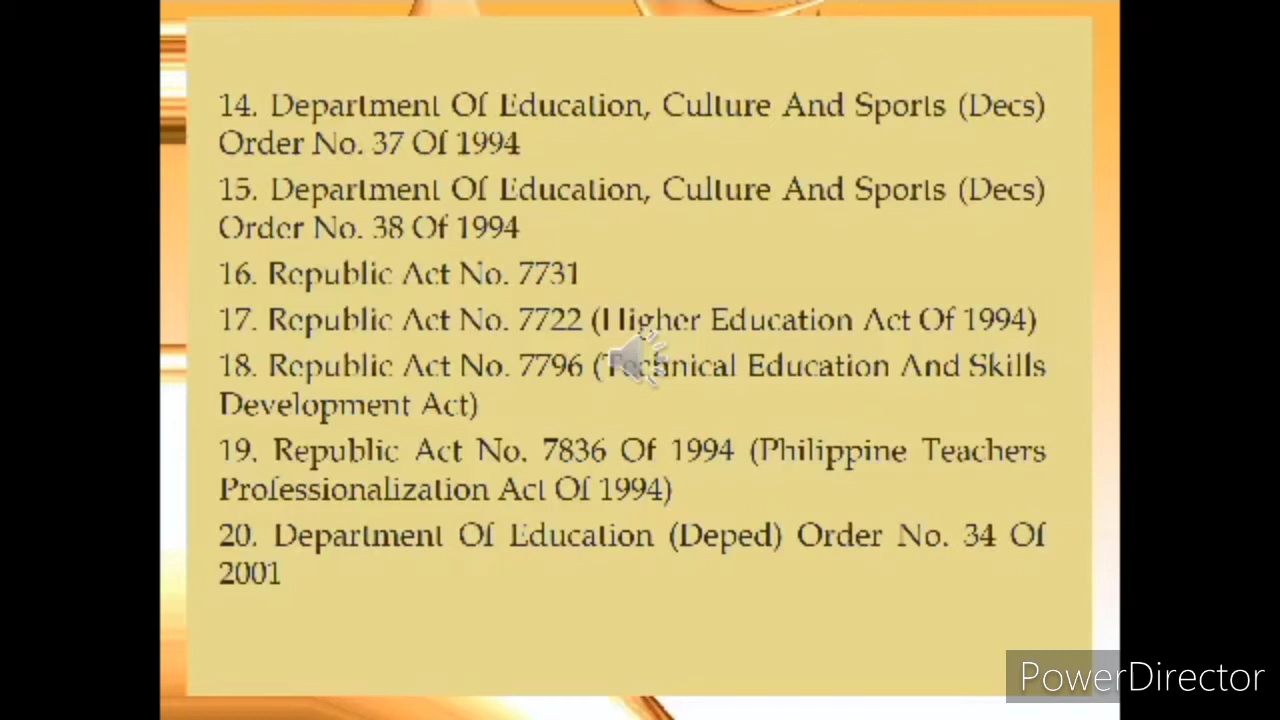 14. Department Of Education, Culture And Sports (Decs)
Order No. 37 Of 1994
15. Department Of Education, Culture And Sports (Decs)
Order No. 38 Of 1994
16. Republic Act No. 7731
17. Republic Act No. 7722 (Higher Education Act Of 1994)
18. Republic Act No. 7796 (Technical Education And Skills
Development Act)
19. Republic Act No. 7836 Of 1994 (Philippine Teachers
Professionalization Act Of 1994)
20. Department Of Education (Deped) Order No. 34 Of
2001
PowerDirector